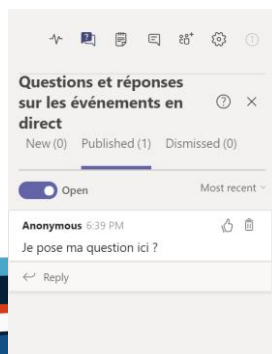 Questions et réponses
sur les événements en
direct
New (0) Published (1) Dismissed (0)
Open Most recent
Anonymous 6:39 PM
Je pose ma question ici ?
Reply